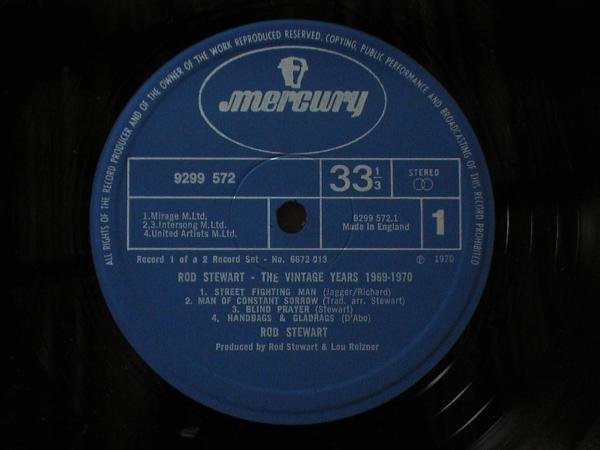 ALL RIGHTS OF THE RECORD PRODUCER AND OF THE OWNER OF THE WORK REPRODUCED RESERVED. COPYING, PUBLIC PERFORMANCE AND BROADCASTING OF THIS RECORD PROHIBITED
mercury
9299 572
33 1/3
STEREO
1.Mirage M.Ltd.
2.,3.Intersong M.Ltd.
4.United Artists M.Ltd.
9299 572.1
Made in England
1
Record 1 of a 2 Record Set - No. 6672 013
℗ 1970
ROD STEWART - THE VINTAGE YEARS 1969-1970
1. STREET FIGHTING MAN (Jagger/Richard)
2. MAN OF CONSTANT SORROW (Trad. arr. Stewart)
3. BLIND PRAYER (Stewart)
4. HANDBAGS & GLADRAGS (D'Abo)
ROD STEWART
Produced by Rod Stewart & Lou Reizner